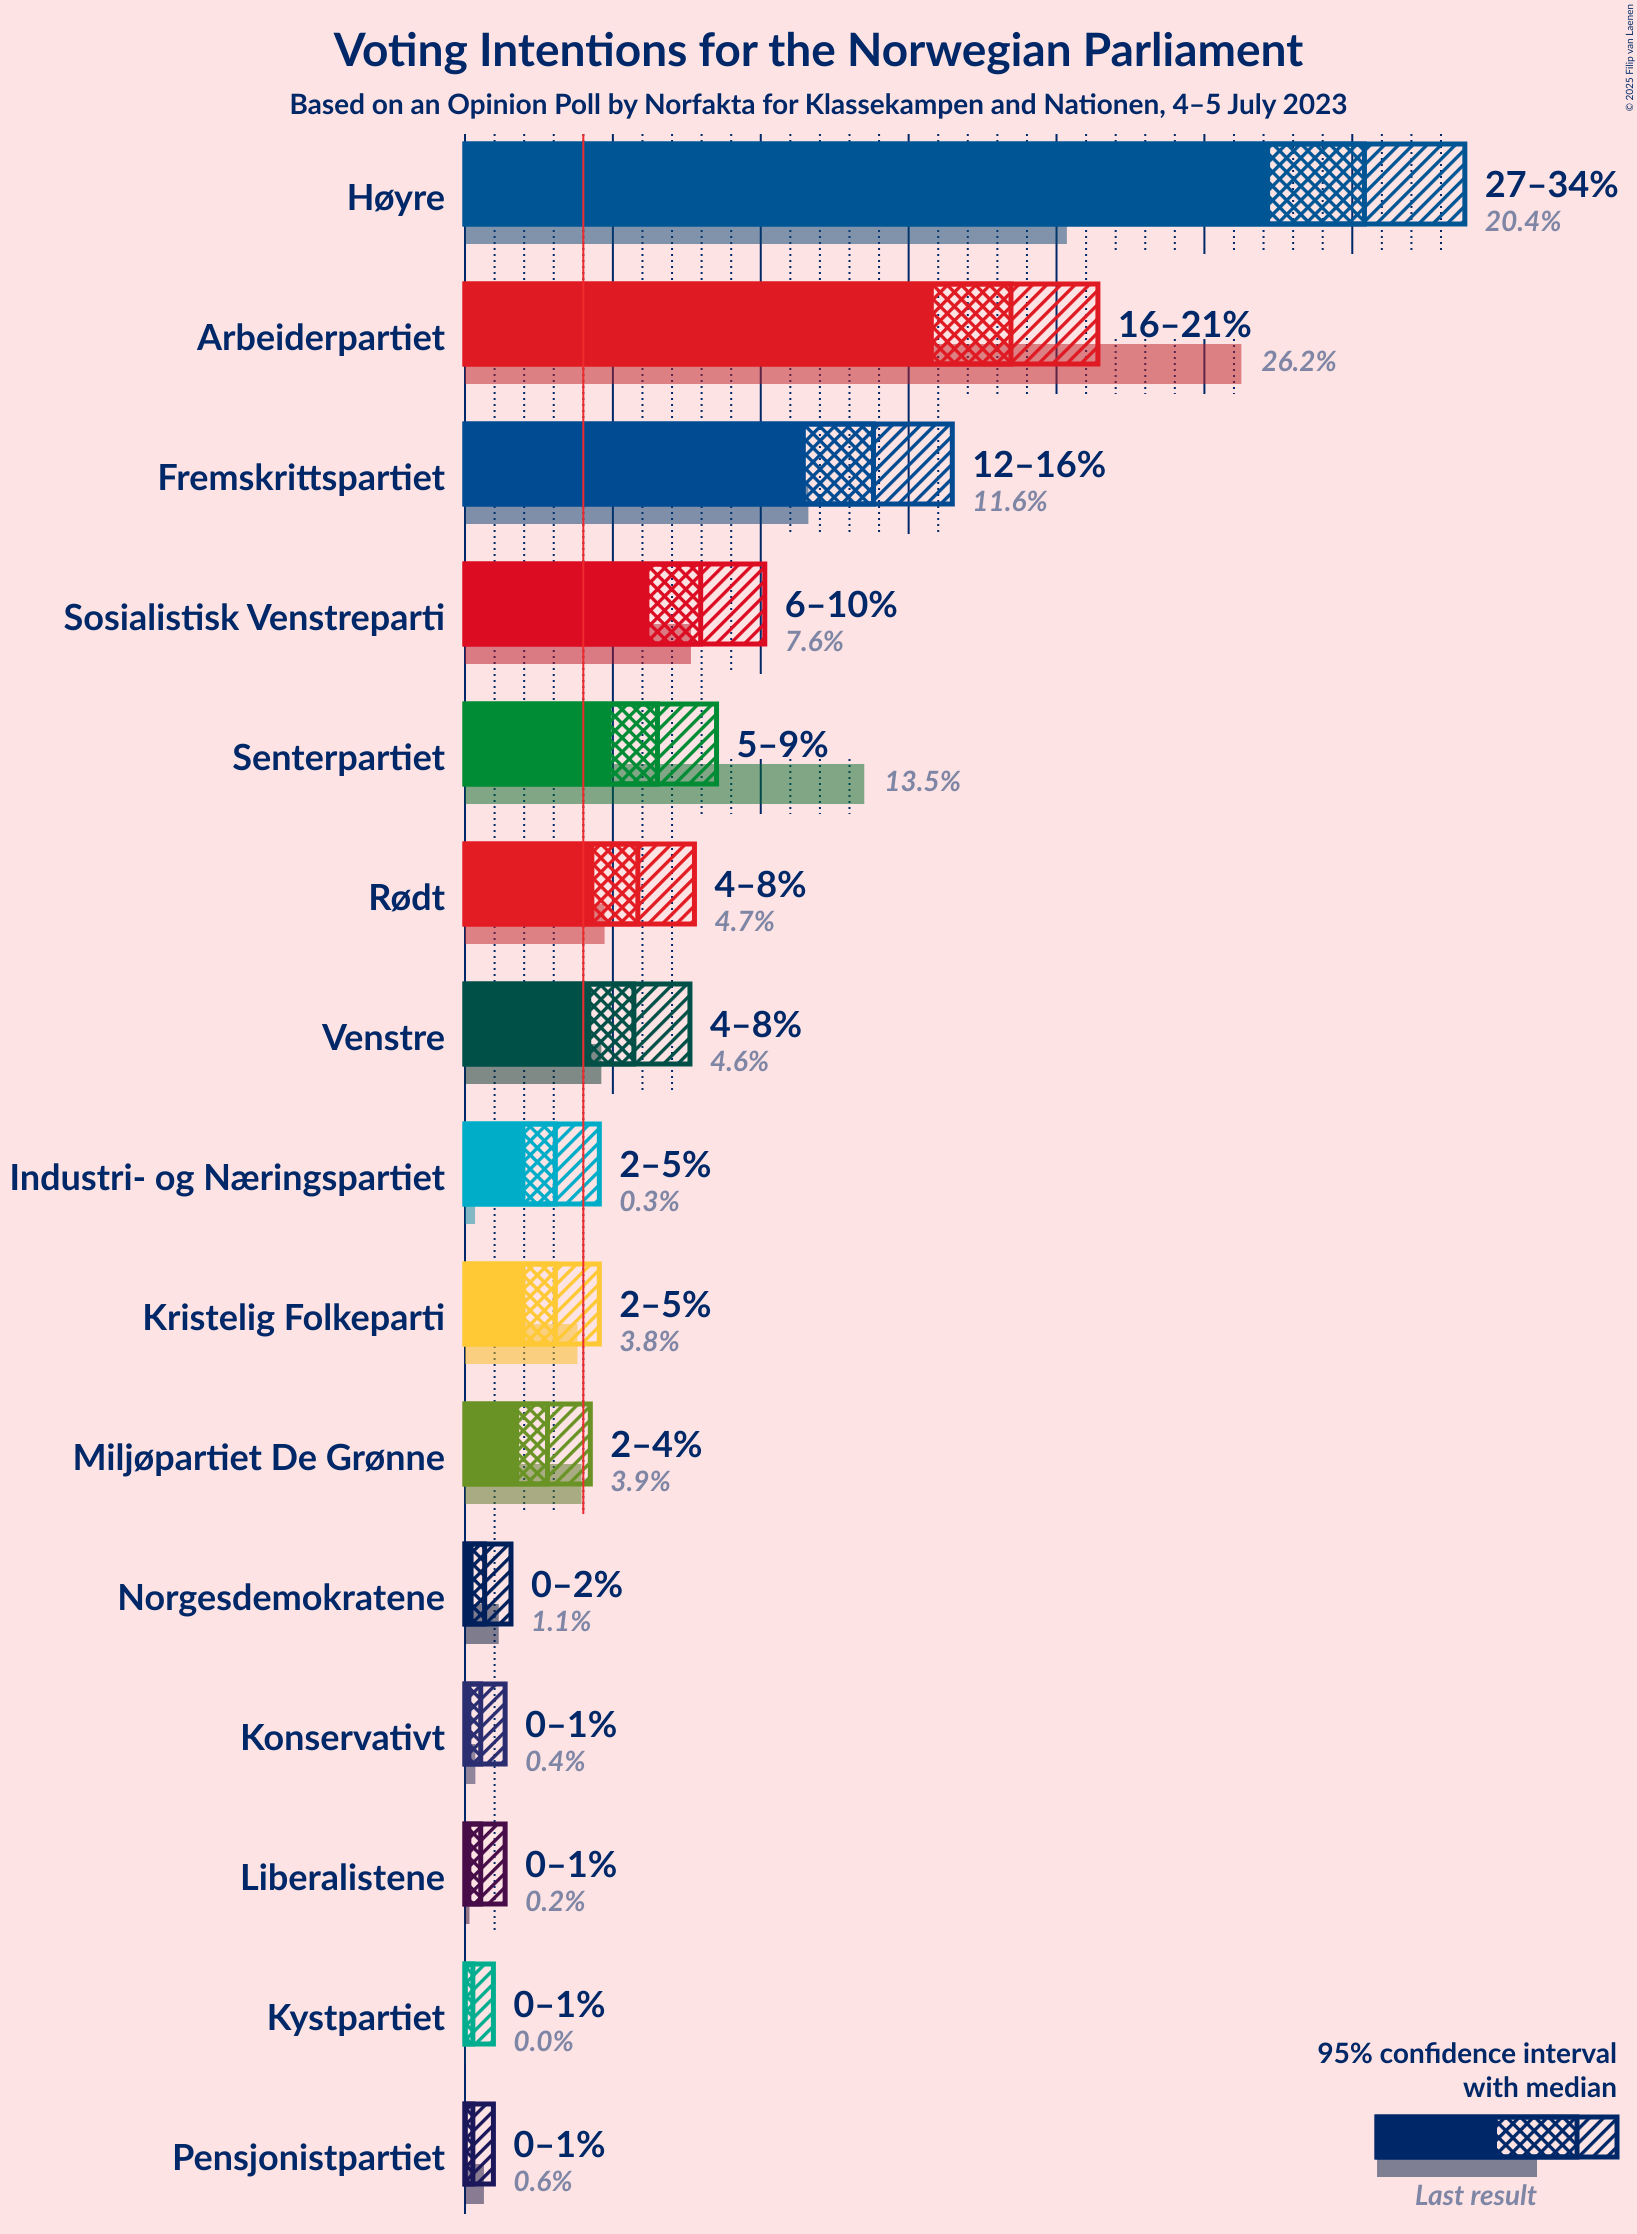 Voting Intentions for the Norwegian Parliament
Based on an Opinion Poll by Norfakta for Klassekampen and Nationen, 4–5 July 2023
© 2025 Filip van Laenen
Høyre
27–34%
20.4%
Arbeiderpartiet
16–21%
26.2%
Fremskrittspartiet
12–16%
11.6%
Sosialistisk Venstreparti
6–10%
7.6%
Senterpartiet
5–9%
13.5%
Rødt
4–8%
4.7%
Venstre
4–8%
4.6%
Industri- og Næringspartiet
2–5%
0.3%
Kristelig Folkeparti
2–5%
3.8%
Miljøpartiet De Grønne
2–4%
3.9%
Norgesdemokratene
0–2%
1.1%
Konservativt
0–1%
0.4%
Liberalistene
0–1%
0.2%
Kystpartiet
0–1%
0.0%
Pensjonistpartiet
0–1%
0.6%
95% confidence interval
with median
Last result